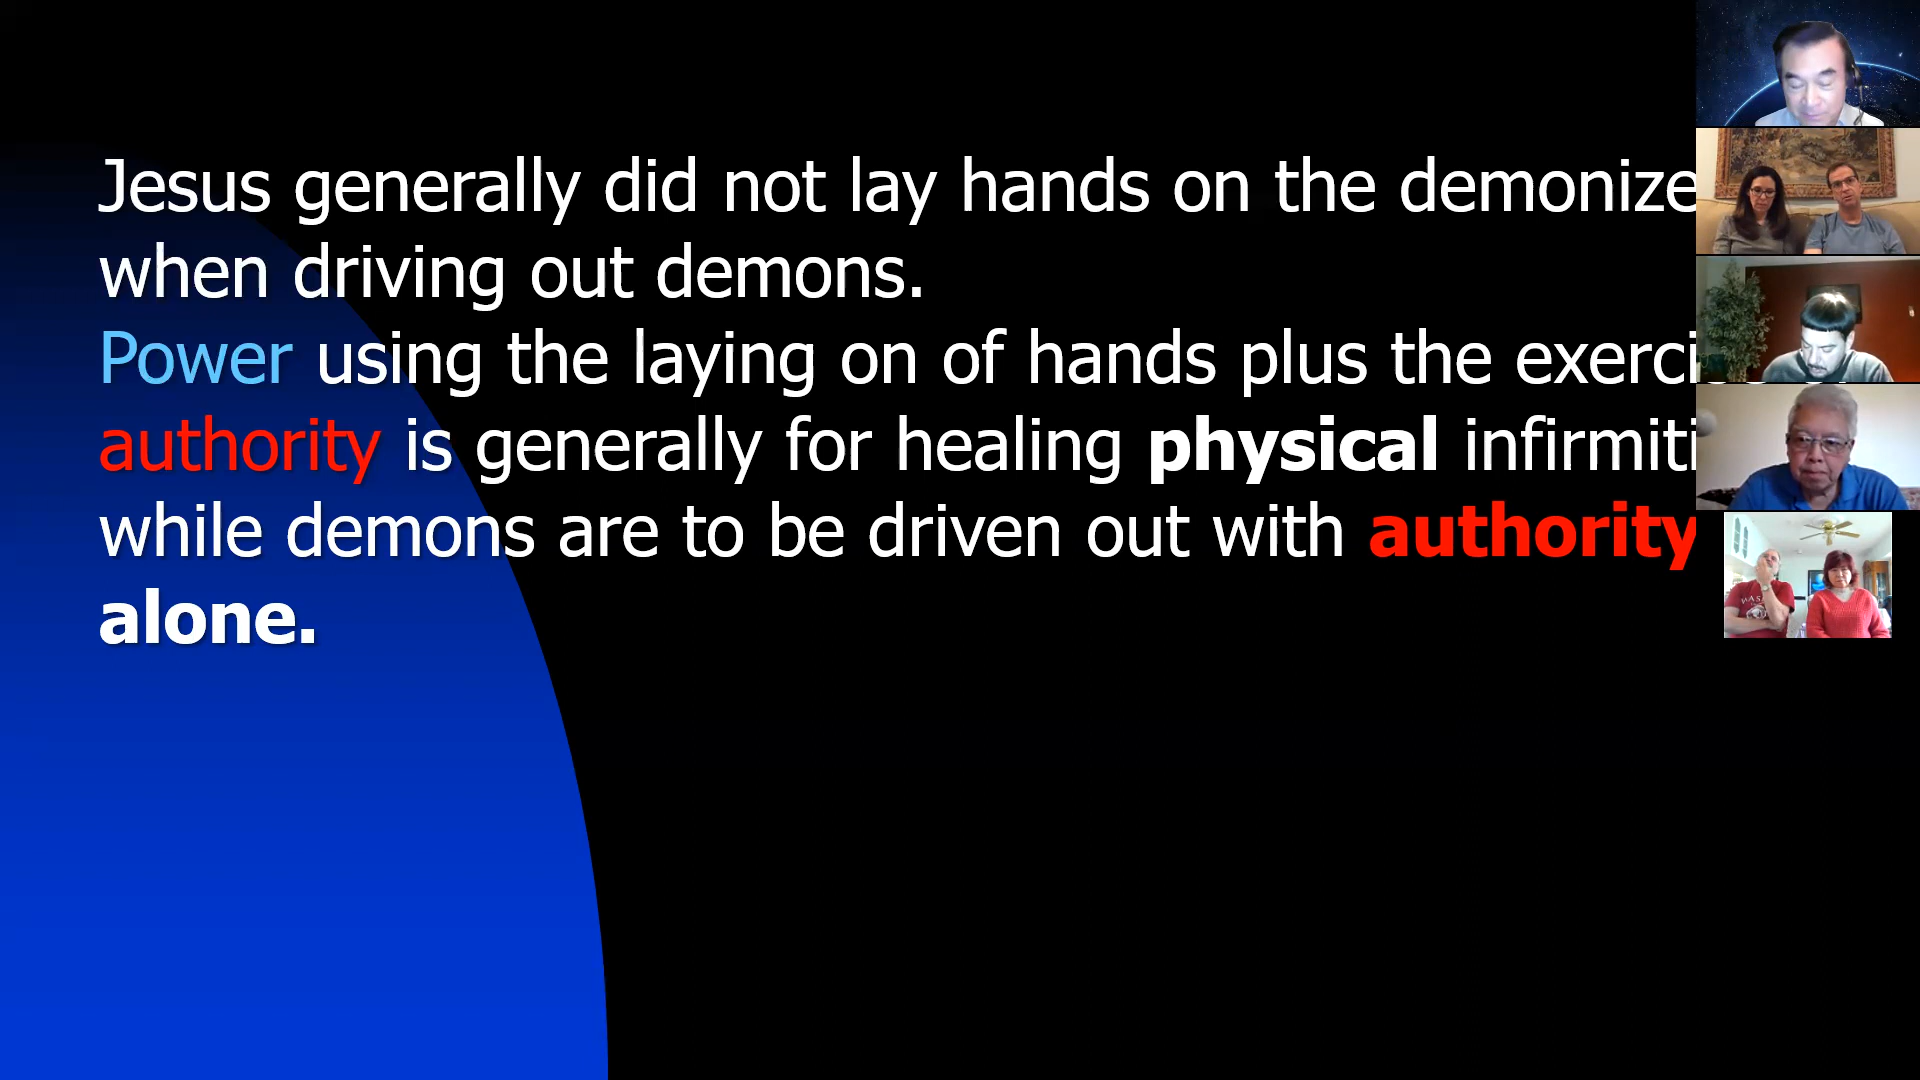 Jesus generally did not lay hands on the demonize
when driving out demons.
Power using the laying on of hands plus the exerci
authority is generally for healing physical infirmiti
while demons are to be driven out with authority
alone.